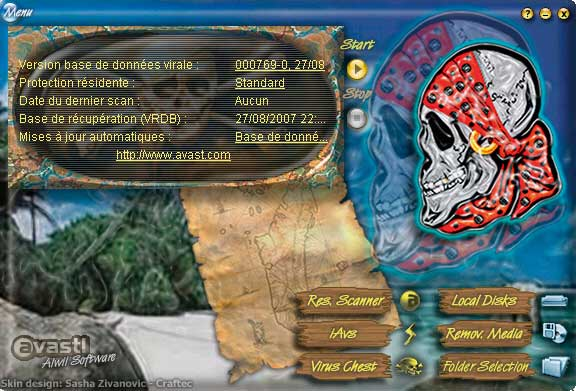 Menu
Version base de données virale : 000769-0, 27/08
Protection résidente : Standard
Date du dernier scan : Aucun
Base de récupération (VRDB) : 27/08/2007 22:...
Mises à jour automatiques : Base de donné...
http://www.avast.com
Start
Stop
Res. Scanner
Local Disks
iAvs
Remov. Media
Virus Chest
Folder Selection
avast!
Alwil Software
Skin design: Sasha Zivanovic - Craftec